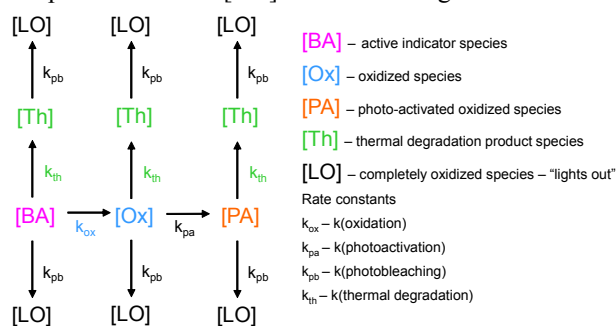 [LO] [LO] [LO]
[BA] – active indicator species
k_pb k_pb k_pb
[Ox] – oxidized species
[Th] [Th] [Th]
[PA] – photo-activated oxidized species
[Th] – thermal degradation product species
k_th k_th k_th
[LO] – completely oxidized species – "lights out"
Rate constants
[BA] [Ox] [PA]
k_ox k_pa
k_ox – k(oxidation)
k_pa – k(photoactivation)
k_pb k_pb k_pb
k_pb – k(photobleaching)
k_th – k(thermal degradation)
[LO] [LO] [LO]